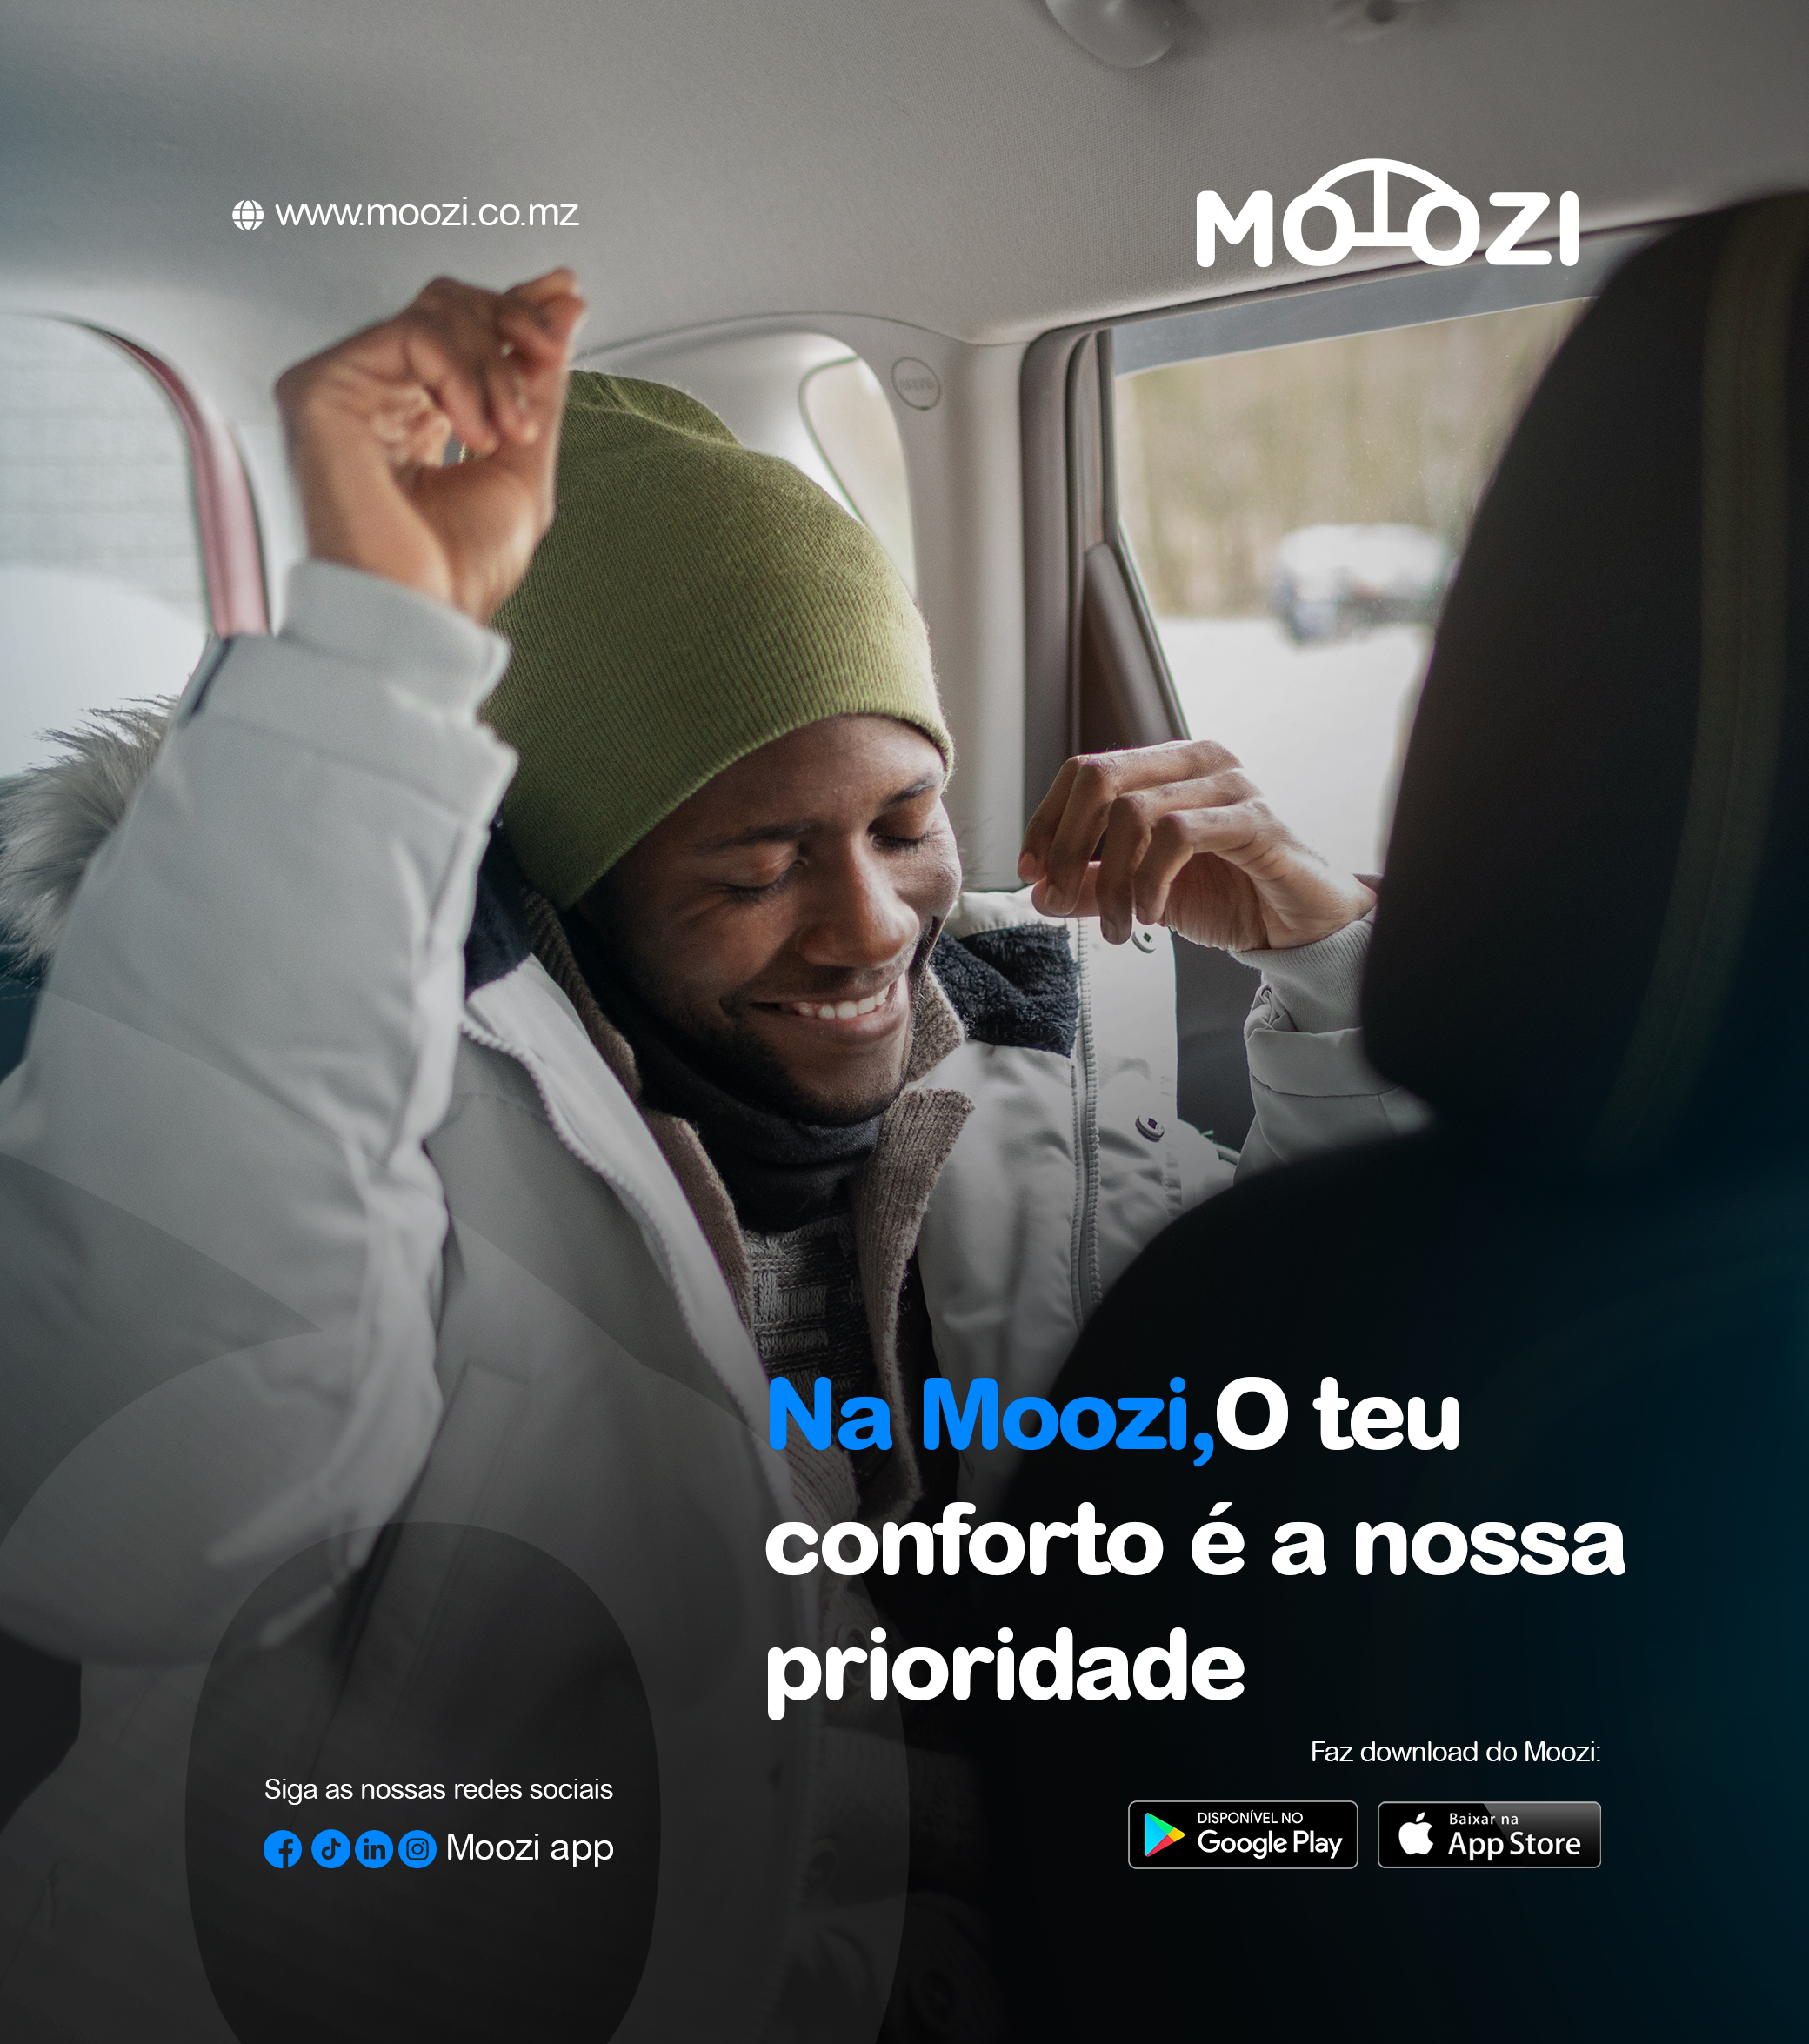 www.moozi.co.mz
MOOZI
Na Moozi,O teu
conforto é a nossa
prioridade
Faz download do Moozi:
Siga as nossas redes sociais
Moozi app
DISPONÍVEL NO
Google Play
Baixar na
App Store